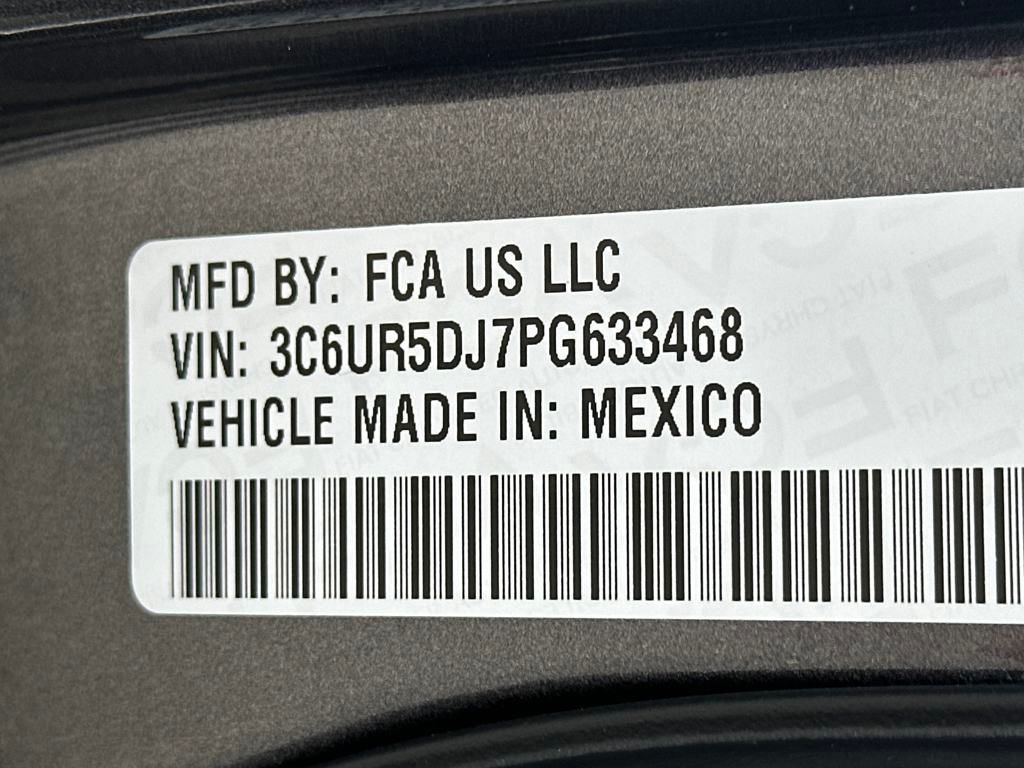 MFD BY: FCA US LLC
VIN: 3C6UR5DJ7PG633468
VEHICLE MADE IN: MEXICO